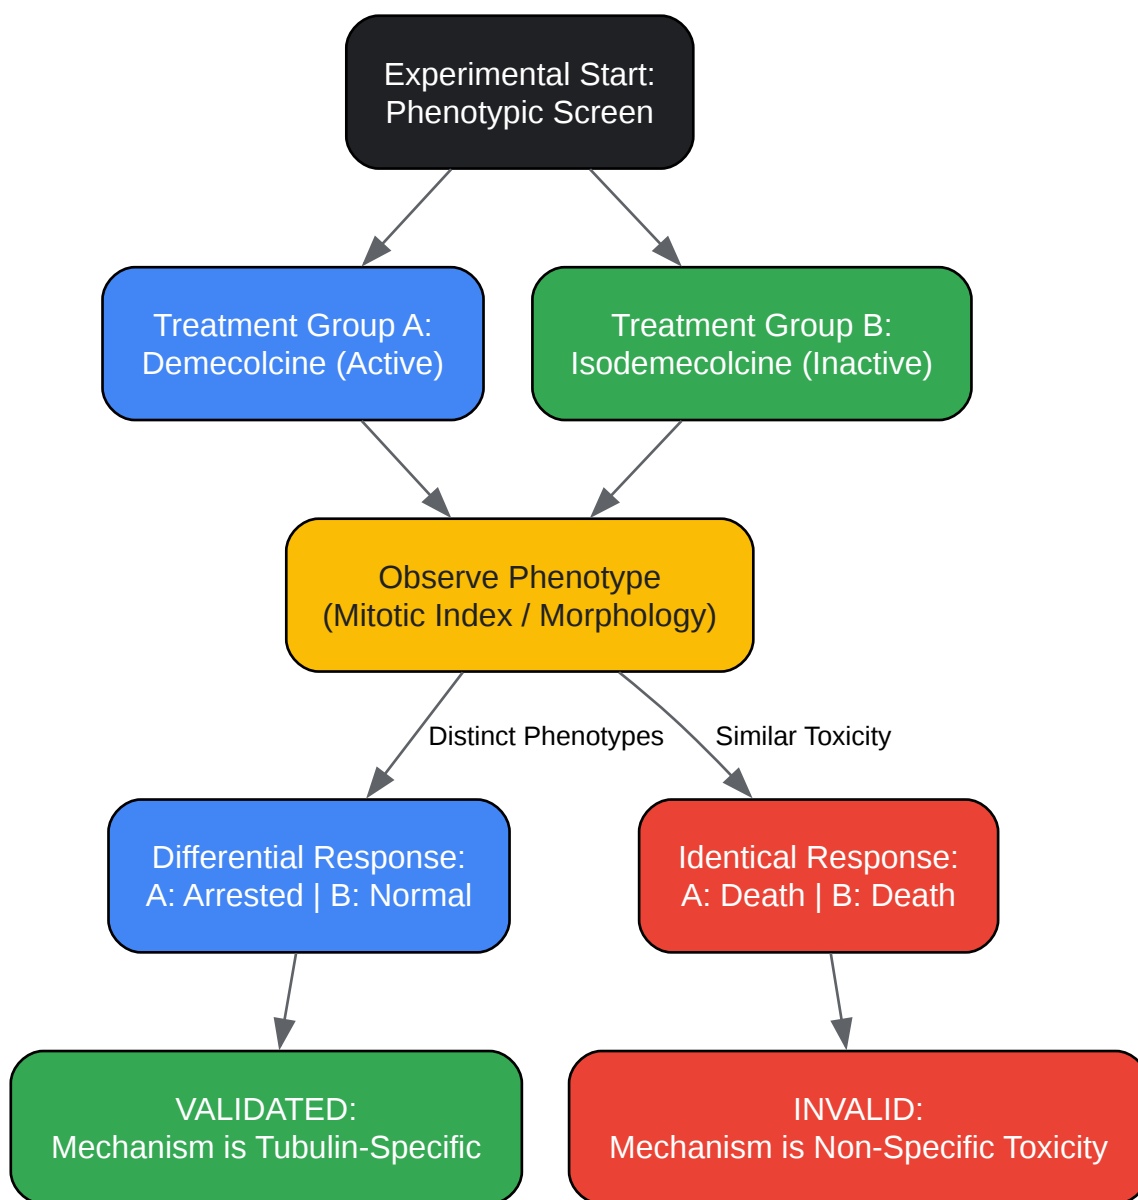 Experimental Start:
Phenotypic Screen
Treatment Group A:
Demecolcine (Active)
Treatment Group B:
Isodemecolcine (Inactive)
Observe Phenotype
(Mitotic Index / Morphology)
Distinct Phenotypes
Similar Toxicity
Differential Response:
A: Arrested | B: Normal
Identical Response:
A: Death | B: Death
VALIDATED:
Mechanism is Tubulin-Specific
INVALID:
Mechanism is Non-Specific Toxicity